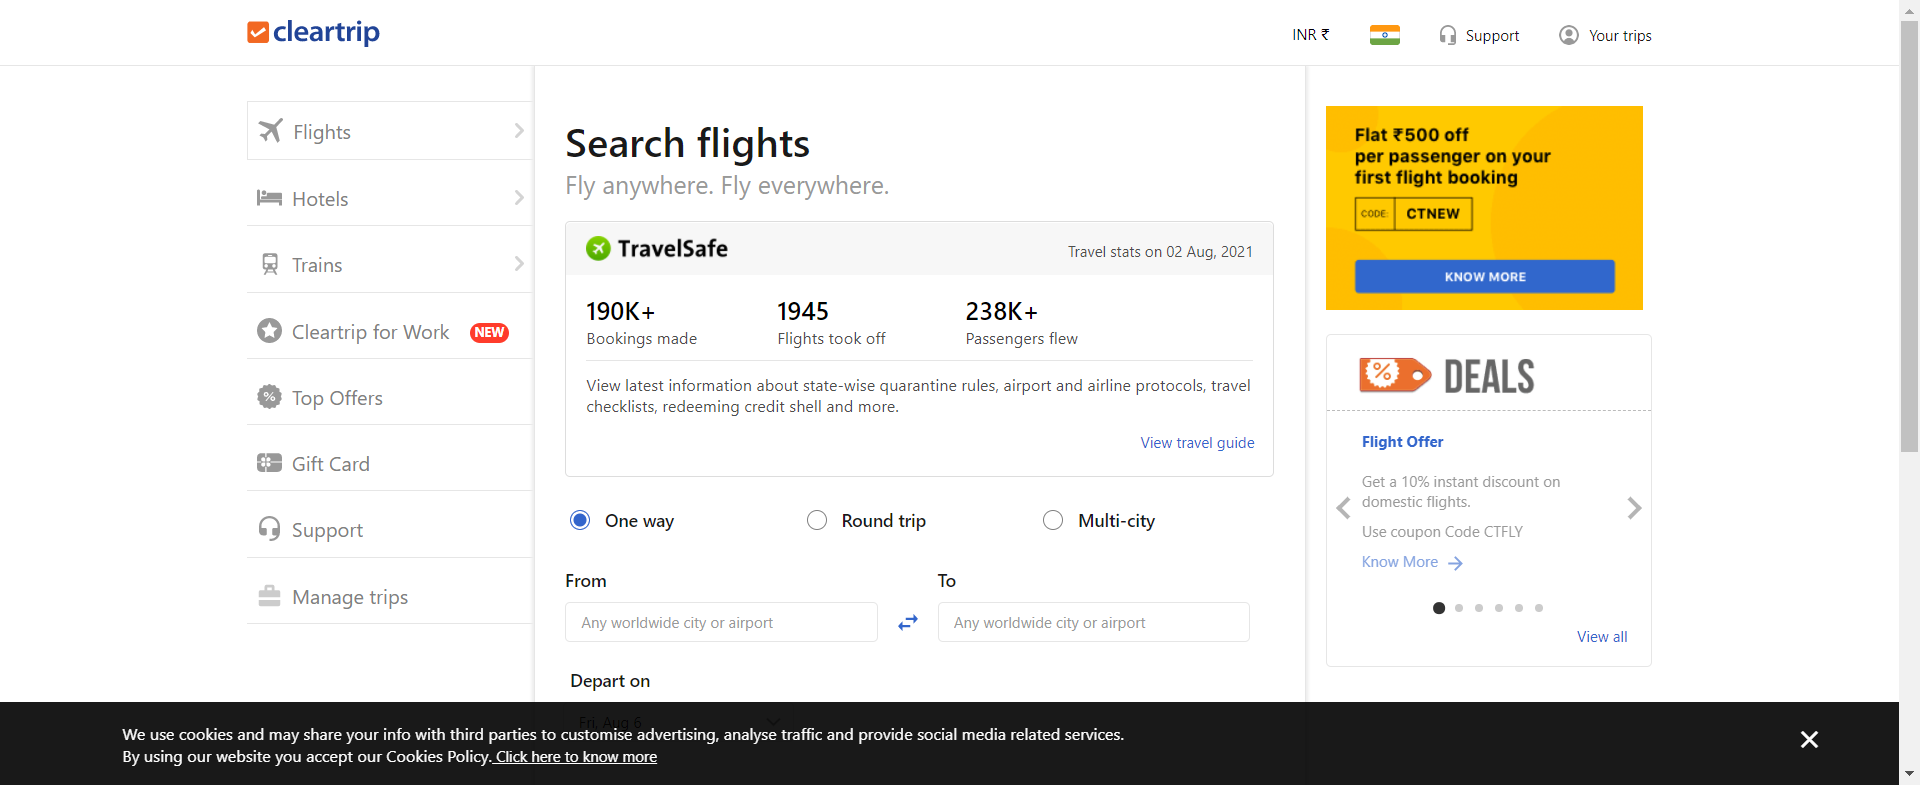 cleartrip
INR ₹
Support
Your trips
Flights
Hotels
Trains
Cleartrip for Work NEW
Top Offers
Gift Card
Support
Manage trips
Search flights
Fly anywhere. Fly everywhere.
TravelSafe
Travel stats on 02 Aug, 2021
190K+
Bookings made
1945
Flights took off
238K+
Passengers flew
View latest information about state-wise quarantine rules, airport and airline protocols, travel
checklists, redeeming credit shell and more.
View travel guide
One way
Round trip
Multi-city
From
Any worldwide city or airport
To
Any worldwide city or airport
Depart on
Fri, Aug 6
Flat ₹500 off
per passenger on your
first flight booking
CODE: CTNEW
KNOW MORE
DEALS
Flight Offer
Get a 10% instant discount on
domestic flights.
Use coupon Code CTFLY
Know More
View all
We use cookies and may share your info with third parties to customise advertising, analyse traffic and provide social media related services.
By using our website you accept our Cookies Policy. Click here to know more